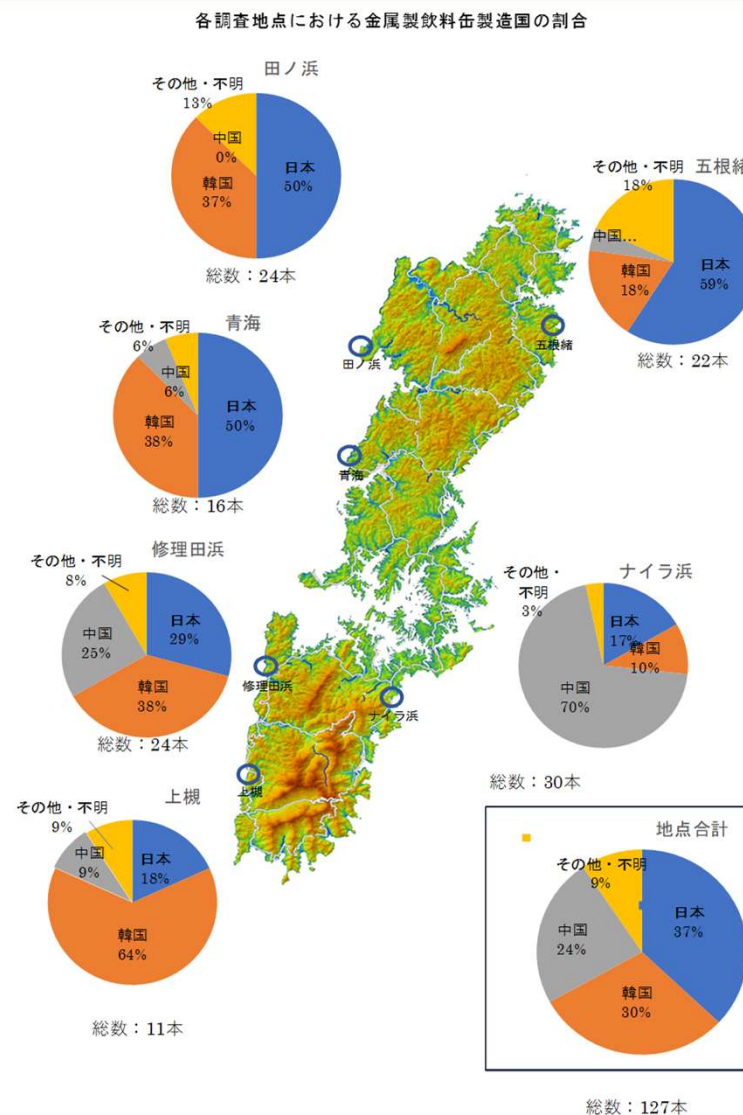 各調査地点における金属製飲料缶製造国の割合
田ノ浜
その他・不明
13%
中国
0%
日本
50%
韓国
37%
総数：24本
五根緒
その他・不明
18%
中国…
日本
59%
韓国
18%
総数：22本
青海
その他・不明
6%
中国
6%
日本
50%
韓国
38%
総数：16本
田ノ浜
五根緒
青海
修理田浜
その他・不明
8%
日本
29%
中国
25%
韓国
38%
総数：24本
ナイラ浜
その他・
不明
3%
日本
17%
韓国
10%
中国
70%
総数：30本
修理田浜
ナイラ浜
上槻
上槻
その他・不明
9%
中国
9%
日本
18%
韓国
64%
総数：11本
地点合計
その他・不明
9%
日本
37%
中国
24%
韓国
30%
総数：127本